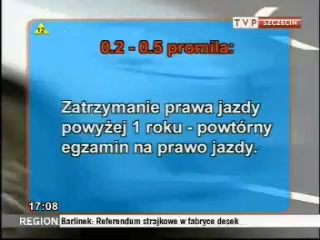 TVP SZCZECIN
0.2 - 0.5 promila:
Zatrzymanie prawa jazdy
powyżej 1 roku - powtórny
egzamin na prawo jazdy.
17:08
REGION Barlinek: Referendum strajkowe w fabryce desek